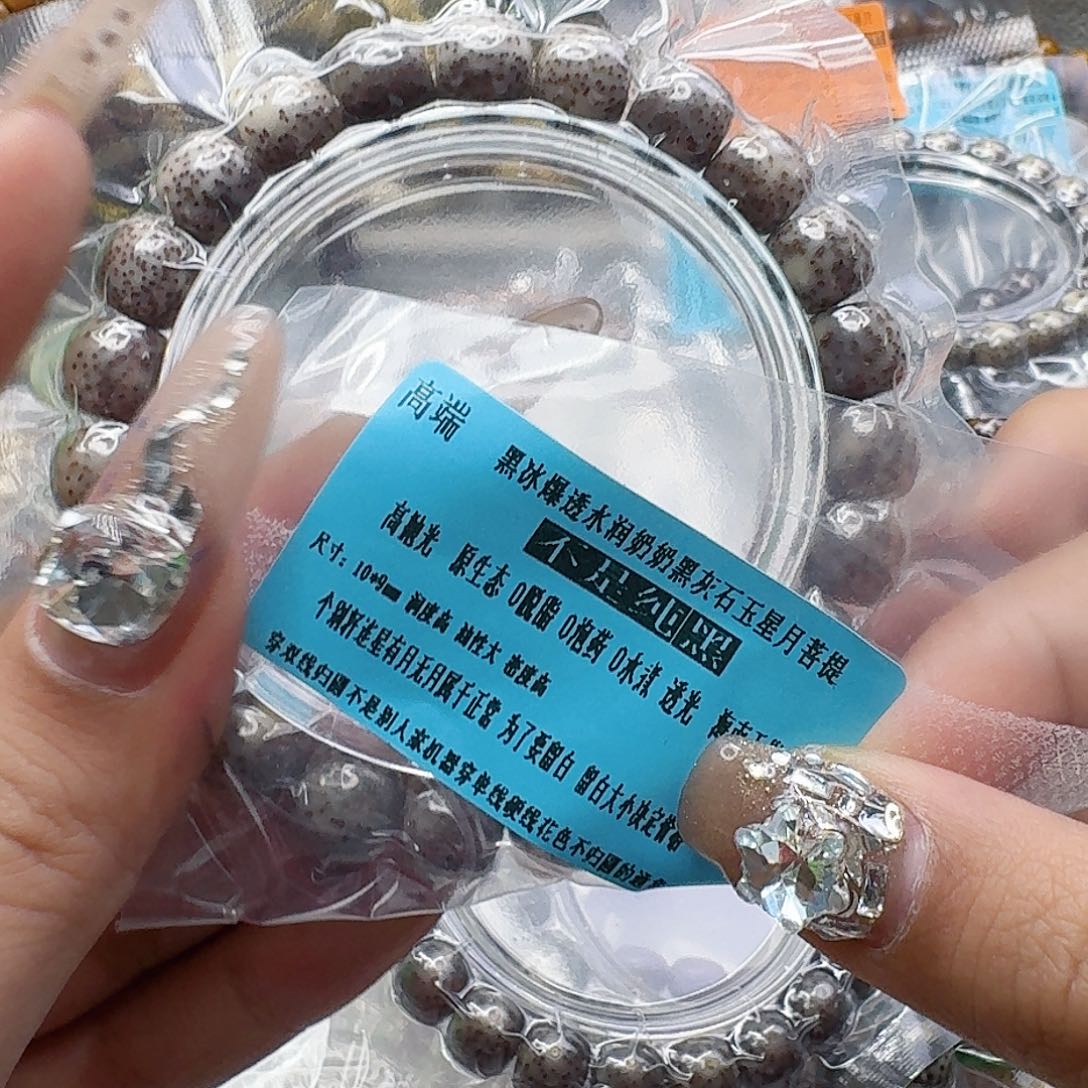 高端
黑冰爆透水润奶奶黑灰石玉星月菩提
不是纯黑
高触光 原生态 0脱脂 0泡药 0水煮 透光 海南
尺寸：10*9mm 润度高 油性大 密度高
个别籽连星有月无月属于正常 为了要留白 留白大小决定
穿双线归圆不是别人家机器穿单线硬线花色不归圆的通